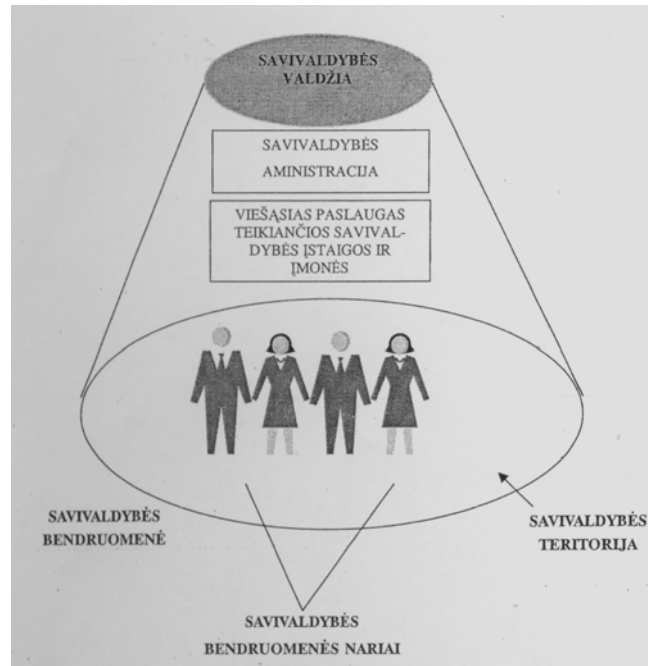 SAVIVALDYBĖS
VALDŽIA
SAVIVALDYBĖS
AMINISTRACIJA
VIEŠĄSIAS PASLAUGAS
TEIKIANČIOS SAVIVAL-
DYBĖS ĮSTAIGOS IR
ĮMONĖS
SAVIVALDYBĖS
BENDRUOMENĖ
SAVIVALDYBĖS
TERITORIJA
SAVIVALDYBĖS
BENDRUOMENĖS NARIAI